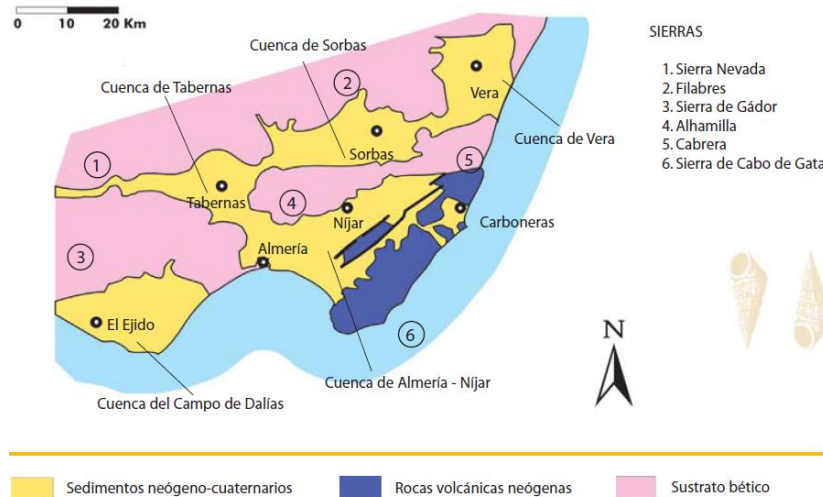 0 10 20 Km
Cuenca de Sorbas
Cuenca de Tabernas
2
Vera
Cuenca de Vera
Sorbas
1
5
Tabernas
4
Níjar
Carboneras
3
Almería
El Ejido
6
N
Cuenca de Almería - Níjar
Cuenca del Campo de Dalías
SIERRAS
1. Sierra Nevada
2. Filabres
3. Sierra de Gádor
4. Alhamilla
5. Cabrera
6. Sierra de Cabo de Gata
Sedimentos neógeno-cuaternarios
Rocas volcánicas neógenas
Sustrato bético